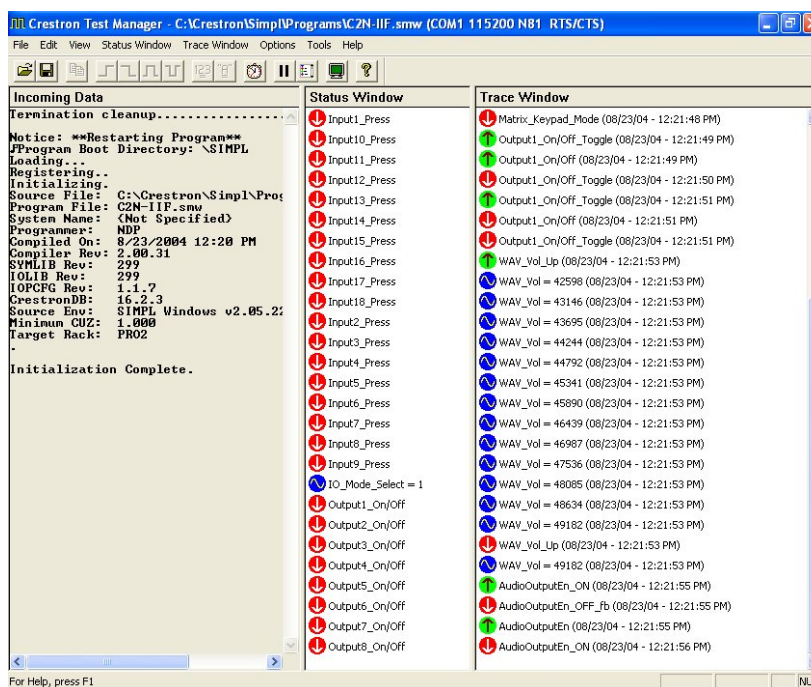 Crestron Test Manager - C:\Crestron\Simpl\Programs\C2N-IIF.smw (COM1 115200 N81 RTS/CTS)
File Edit View Status Window Trace Window Options Tools Help
Incoming Data
Termination cleanup.................
Notice: **Restarting Program**
Program Boot Directory: \SIMPL
Loading...
Registering..
Initializing.
Source File: C:\Crestron\Simpl\Prog
Program File: C2N-IIF.smw
System Name: <Not Specified>
Programmer: NDP
Compiled On: 8/23/2004 12:20 PM
Compiler Rev: 2.00.31
SYMLIB Rev: 299
IOLIB Rev: 299
IOPCFG Rev: 1.1.7
CrestronDB: 16.2.3
Source Env: SIMPL Windows v2.05.22
Minimum CUZ: 1.000
Target Rack: PRO2
.
Initialization Complete.
Status Window
Input1_Press
Input10_Press
Input11_Press
Input12_Press
Input13_Press
Input14_Press
Input15_Press
Input16_Press
Input17_Press
Input18_Press
Input2_Press
Input3_Press
Input4_Press
Input5_Press
Input6_Press
Input7_Press
Input8_Press
Input9_Press
IO_Mode_Select = 1
Output1_On/Off
Output2_On/Off
Output3_On/Off
Output4_On/Off
Output5_On/Off
Output6_On/Off
Output7_On/Off
Output8_On/Off
Trace Window
Matrix_Keypad_Mode (08/23/04 - 12:21:48 PM)
Output1_On/Off_Toggle (08/23/04 - 12:21:49 PM)
Output1_On/Off (08/23/04 - 12:21:49 PM)
Output1_On/Off_Toggle (08/23/04 - 12:21:50 PM)
Output1_On/Off_Toggle (08/23/04 - 12:21:51 PM)
Output1_On/Off (08/23/04 - 12:21:51 PM)
Output1_On/Off_Toggle (08/23/04 - 12:21:51 PM)
WAV_Vol_Up (08/23/04 - 12:21:53 PM)
WAV_Vol = 42598 (08/23/04 - 12:21:53 PM)
WAV_Vol = 43146 (08/23/04 - 12:21:53 PM)
WAV_Vol = 43695 (08/23/04 - 12:21:53 PM)
WAV_Vol = 44244 (08/23/04 - 12:21:53 PM)
WAV_Vol = 44792 (08/23/04 - 12:21:53 PM)
WAV_Vol = 45341 (08/23/04 - 12:21:53 PM)
WAV_Vol = 45890 (08/23/04 - 12:21:53 PM)
WAV_Vol = 46439 (08/23/04 - 12:21:53 PM)
WAV_Vol = 46987 (08/23/04 - 12:21:53 PM)
WAV_Vol = 47536 (08/23/04 - 12:21:53 PM)
WAV_Vol = 48085 (08/23/04 - 12:21:53 PM)
WAV_Vol = 48634 (08/23/04 - 12:21:53 PM)
WAV_Vol = 49182 (08/23/04 - 12:21:53 PM)
WAV_Vol_Up (08/23/04 - 12:21:53 PM)
WAV_Vol = 49182 (08/23/04 - 12:21:53 PM)
AudioOutputEn_ON (08/23/04 - 12:21:55 PM)
AudioOutputEn_OFF_fb (08/23/04 - 12:21:55 PM)
AudioOutputEn (08/23/04 - 12:21:55 PM)
AudioOutputEn_ON (08/23/04 - 12:21:56 PM)
For Help, press F1